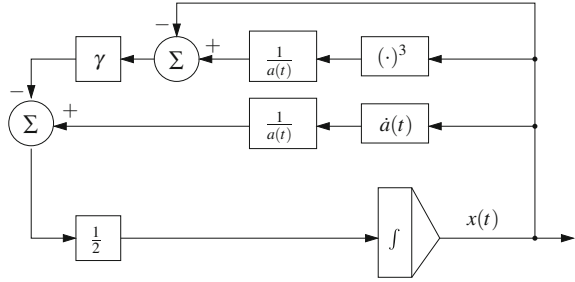 −
γ
Σ
+
1/a(t)
(·)³
−
Σ
+
1/a(t)
ȧ(t)
1/2
∫
x(t)